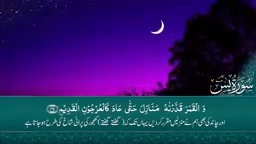 سورۃ یٰسٓ
وَ الْقَمَرَ قَدَّرْنٰهُ مَنَازِلَ حَتّٰى عَادَ كَالْعُرْجُوْنِ الْقَدِيْمِ
اور چاند کی بھی ہم نے منزلیں مقرر کر دیں یہاں تک کہ ( گھٹتے گھٹتے ) کھجور کی پرانی شاخ کی طرح ہو جاتا ہے